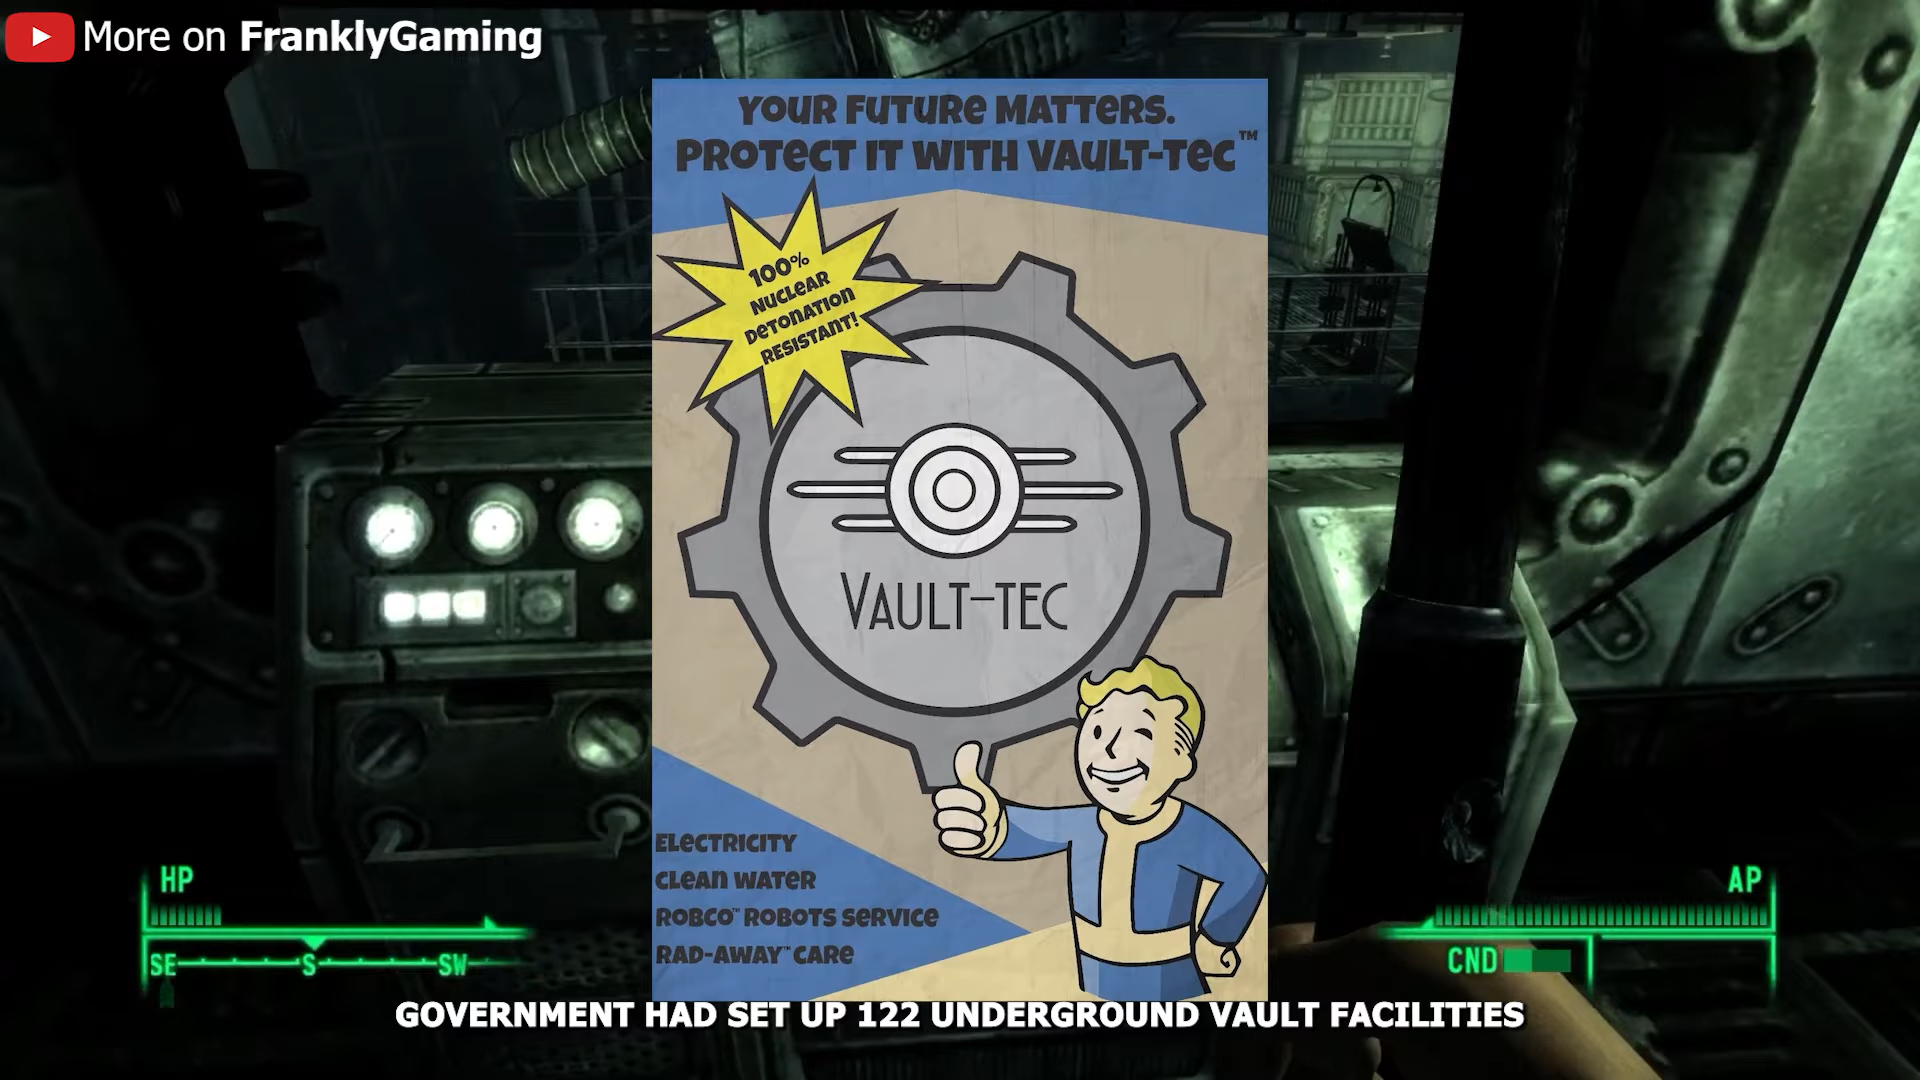 More on FranklyGaming
YOUR FUTURE MATTERS.
PROTECT IT WITH VAULT-TEC™
100%
NUCLEAR
DETONATION
RESISTANT!
VAULT-TEC
ELECTRICITY
CLEAN WATER
ROBCO™ ROBOTS SERVICE
RAD-AWAY™ CARE
HP
SE S SW
AP
CND
GOVERNMENT HAD SET UP 122 UNDERGROUND VAULT FACILITIES